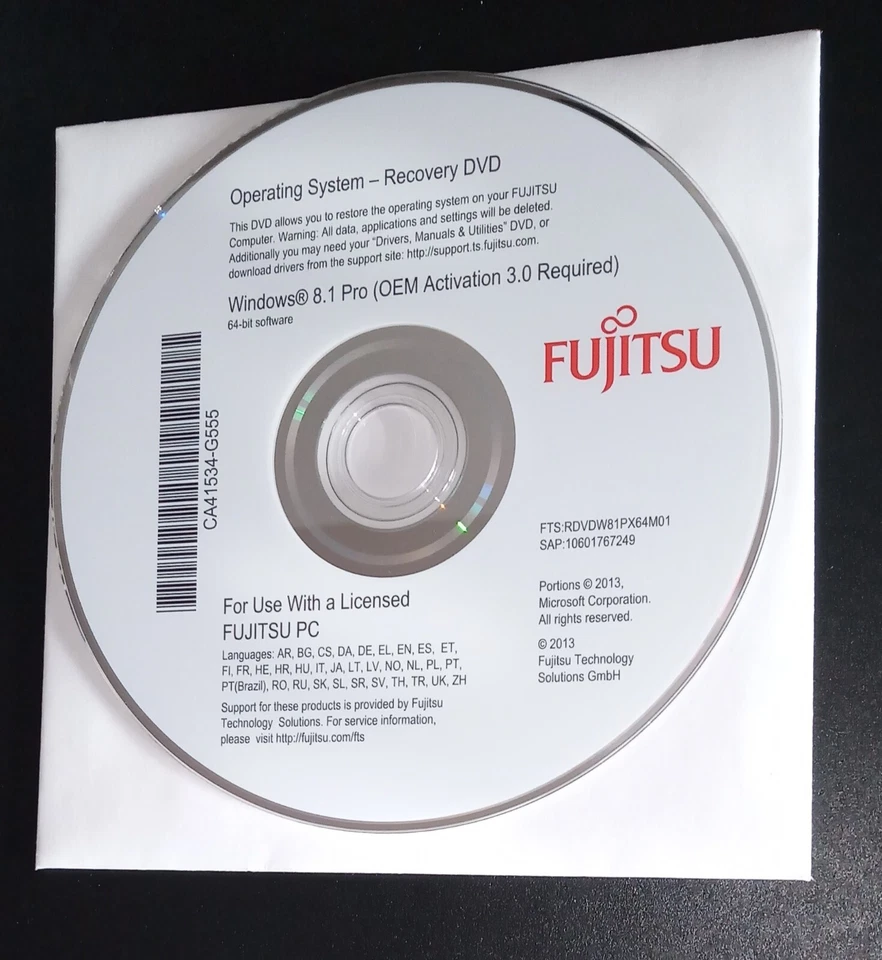 Operating System – Recovery DVD
This DVD allows you to restore the operating system on your FUJITSU
Computer. Warning: All data, applications and settings will be deleted.
Additionally you may need your "Drivers, Manuals & Utilities" DVD, or
download drivers from the support site: http://support.ts.fujitsu.com.
Windows® 8.1 Pro (OEM Activation 3.0 Required)
64-bit software
FUJITSU
CA41534-G555
FTS:RDVDW81PX64M01
SAP:10601767249
Portions © 2013,
Microsoft Corporation.
All rights reserved.
© 2013
Fujitsu Technology
Solutions GmbH
For Use With a Licensed
FUJITSU PC
Languages: AR, BG, CS, DA, DE, EL, EN, ES, ET,
FI, FR, HE, HR, HU, IT, JA, LT, LV, NO, NL, PL, PT,
PT(Brazil), RO, RU, SK, SL, SR, SV, TH, TR, UK, ZH
Support for these products is provided by Fujitsu
Technology Solutions. For service information,
please visit http://fujitsu.com/fts